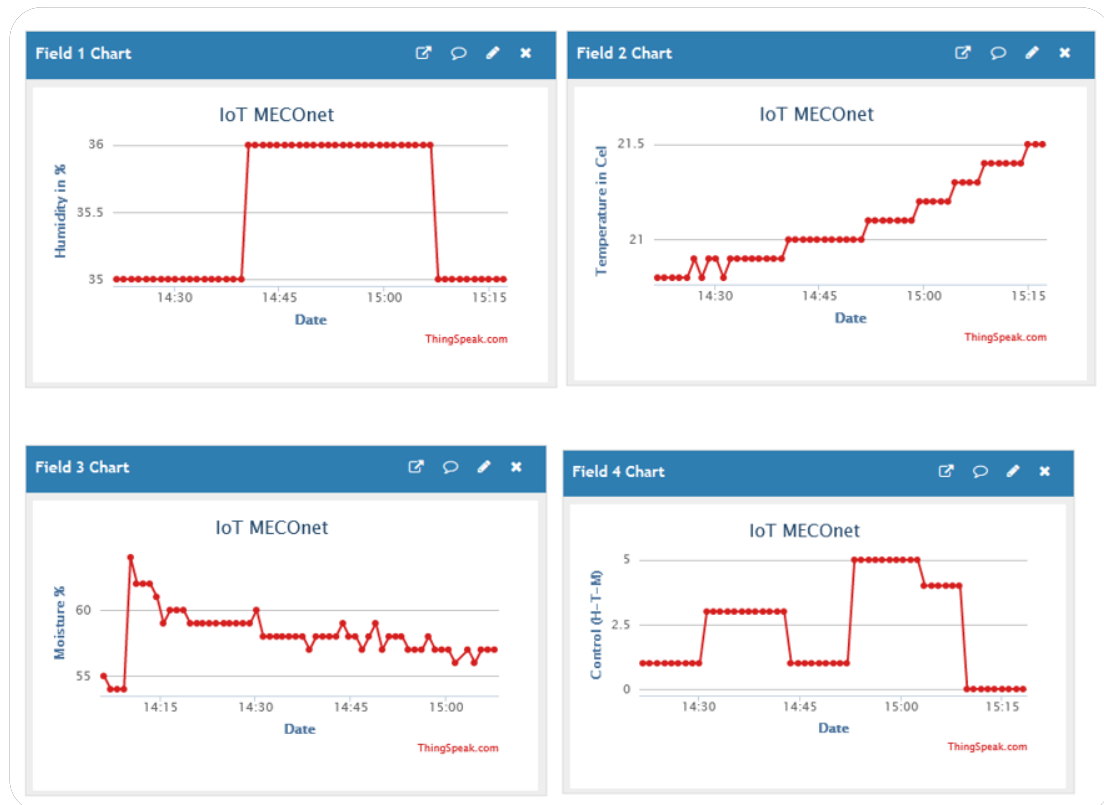 Field 1 Chart
IoT MECOnet
Humidity in %
36
35.5
35
14:30 14:45 15:00 15:15
Date
ThingSpeak.com
Field 2 Chart
IoT MECOnet
Temperature in Cel
21.5
21
14:30 14:45 15:00 15:15
Date
ThingSpeak.com
Field 3 Chart
IoT MECOnet
Moisture %
60
55
14:15 14:30 14:45 15:00
Date
ThingSpeak.com
Field 4 Chart
IoT MECOnet
Control (H-T-M)
5
2.5
0
14:30 14:45 15:00 15:15
Date
ThingSpeak.com